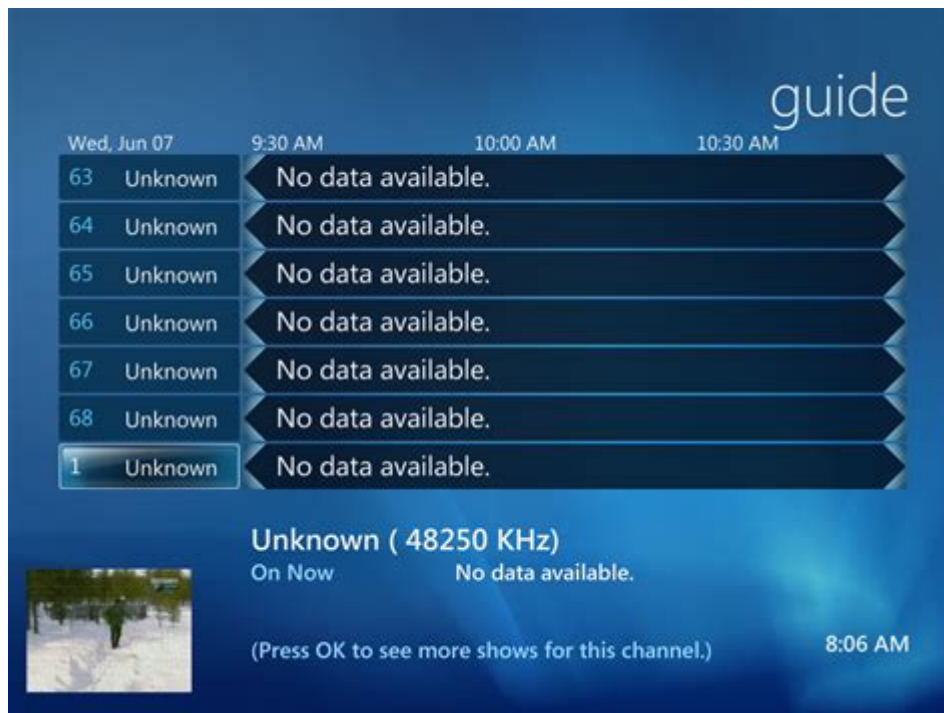 guide
Wed, Jun 07 9:30 AM 10:00 AM 10:30 AM
63 Unknown No data available.
64 Unknown No data available.
65 Unknown No data available.
66 Unknown No data available.
67 Unknown No data available.
68 Unknown No data available.
1 Unknown No data available.
Unknown ( 48250 KHz)
On Now No data available.
(Press OK to see more shows for this channel.) 8:06 AM